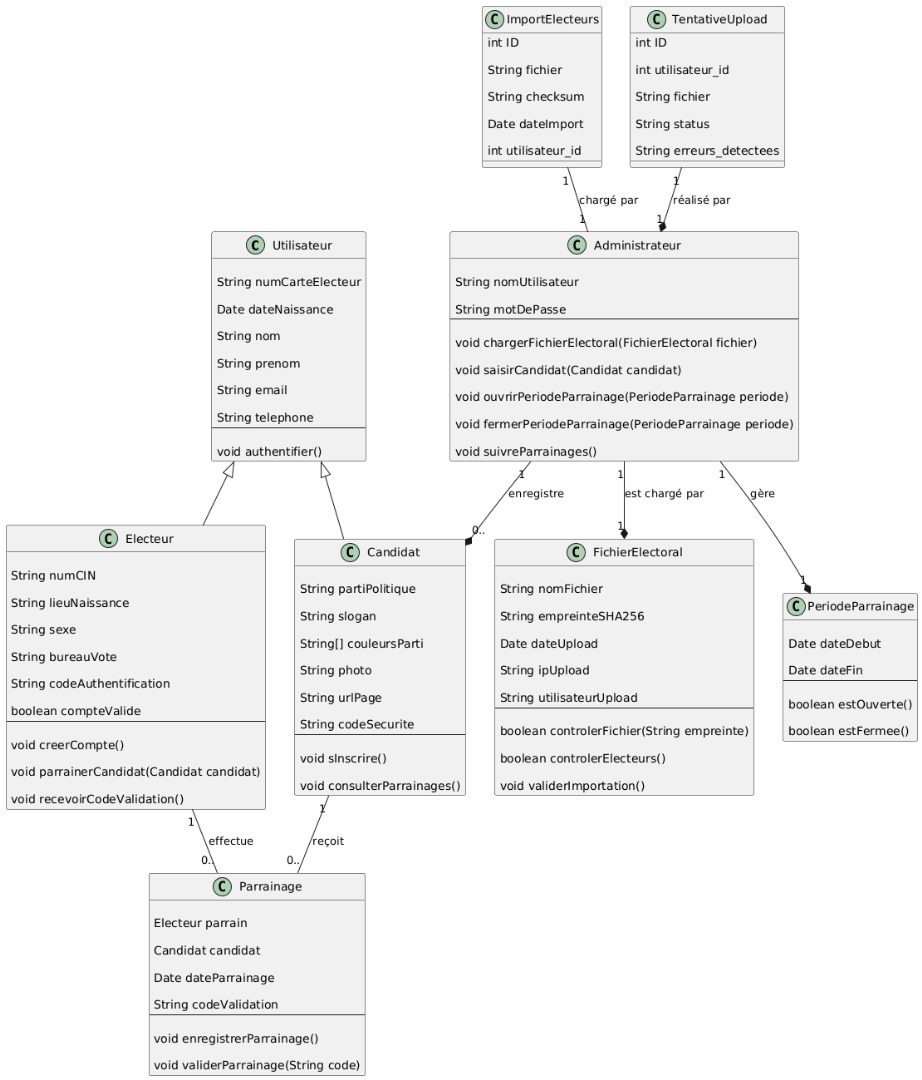 ImportElecteurs
int ID
String fichier
String checksum
Date dateImport
int utilisateur_id
TentativeUpload
int ID
int utilisateur_id
String fichier
String status
String erreurs_detectees
1
chargé par
1
1
réalisé par
1
Utilisateur
String numCarteElecteur
Date dateNaissance
String nom
String prenom
String email
String telephone
void authentifier()
Administrateur
String nomUtilisateur
String motDePasse
void chargerFichierElectoral(FichierElectoral fichier)
void saisirCandidat(Candidat candidat)
void ouvrirPeriodeParrainage(PeriodeParrainage periode)
void fermerPeriodeParrainage(PeriodeParrainage periode)
void suivreParrainages()
1
enregistre
0..
1
est chargé par
1
1
gère
1
Electeur
String numCIN
String lieuNaissance
String sexe
String bureauVote
String codeAuthentification
boolean compteValide
void creerCompte()
void parrainerCandidat(Candidat candidat)
void recevoirCodeValidation()
Candidat
String partiPolitique
String slogan
String[] couleursParti
String photo
String urlPage
String codeSecurite
void sInscrire()
void consulterParrainages()
FichierElectoral
String nomFichier
String empreinteSHA256
Date dateUpload
String ipUpload
String utilisateurUpload
boolean controlerFichier(String empreinte)
boolean controlerElecteurs()
void validerImportation()
PeriodeParrainage
Date dateDebut
Date dateFin
boolean estOuverte()
boolean estFermee()
1
effectue
0..
1
reçoit
0..
Parrainage
Electeur parrain
Candidat candidat
Date dateParrainage
String codeValidation
void enregistrerParrainage()
void validerParrainage(String code)